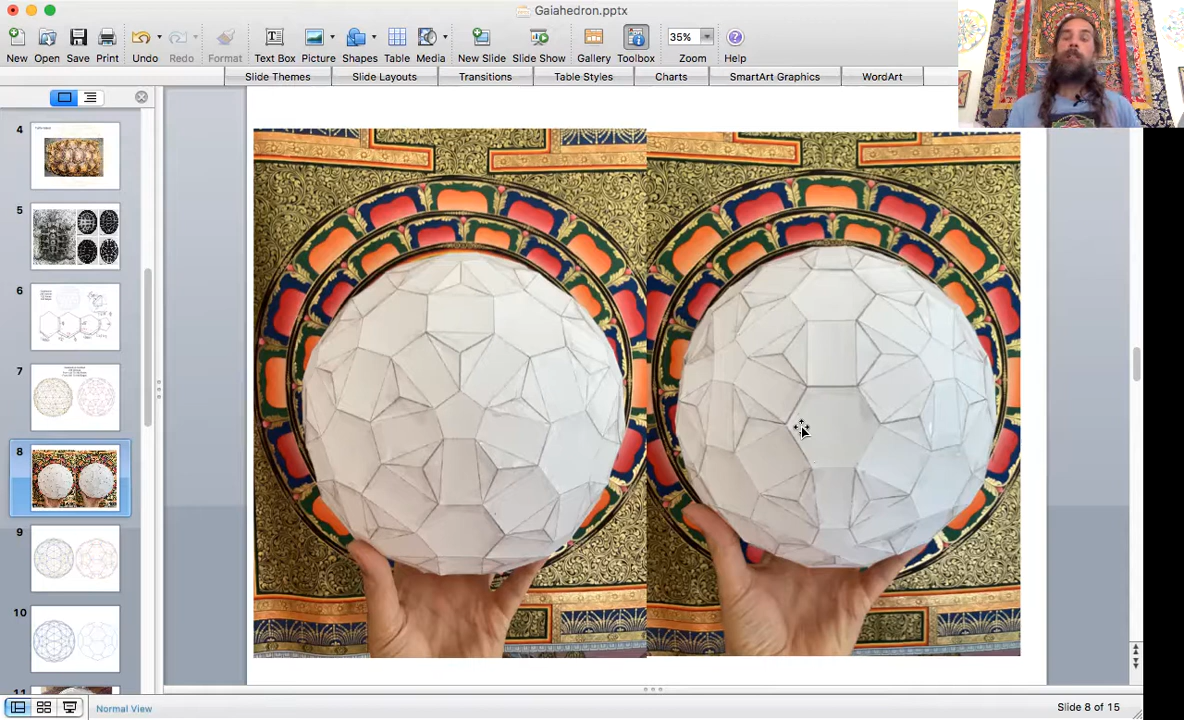 Gaiahedron.pptx
New Open Save Print Undo Redo Format Text Box Picture Shapes Table Media New Slide Slide Show Gallery Toolbox Zoom Help
35%
Slide Themes Slide Layouts Transitions Table Styles Charts SmartArt Graphics WordArt
4
5
6
7
8
9
10
11
Normal View
Slide 8 of 15